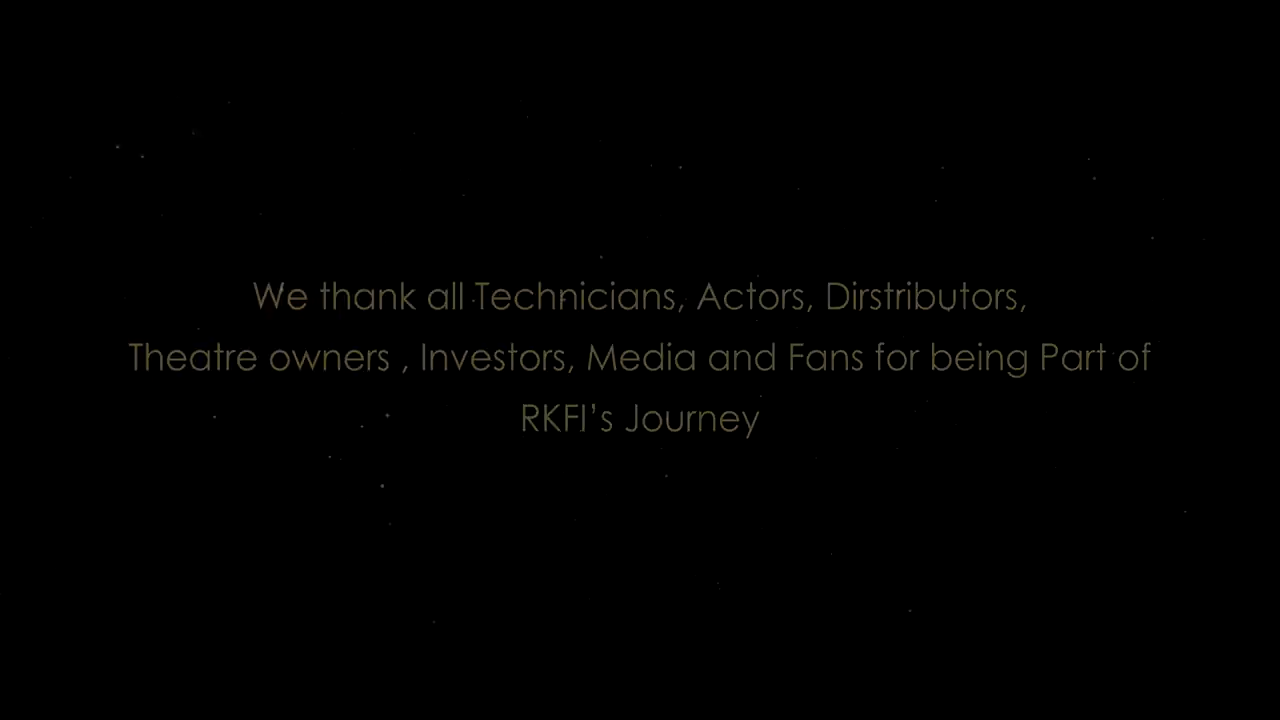 We thank all Technicians, Actors, Dirstributors,
Theatre owners , Investors, Media and Fans for being Part of
RKFI’s Journey